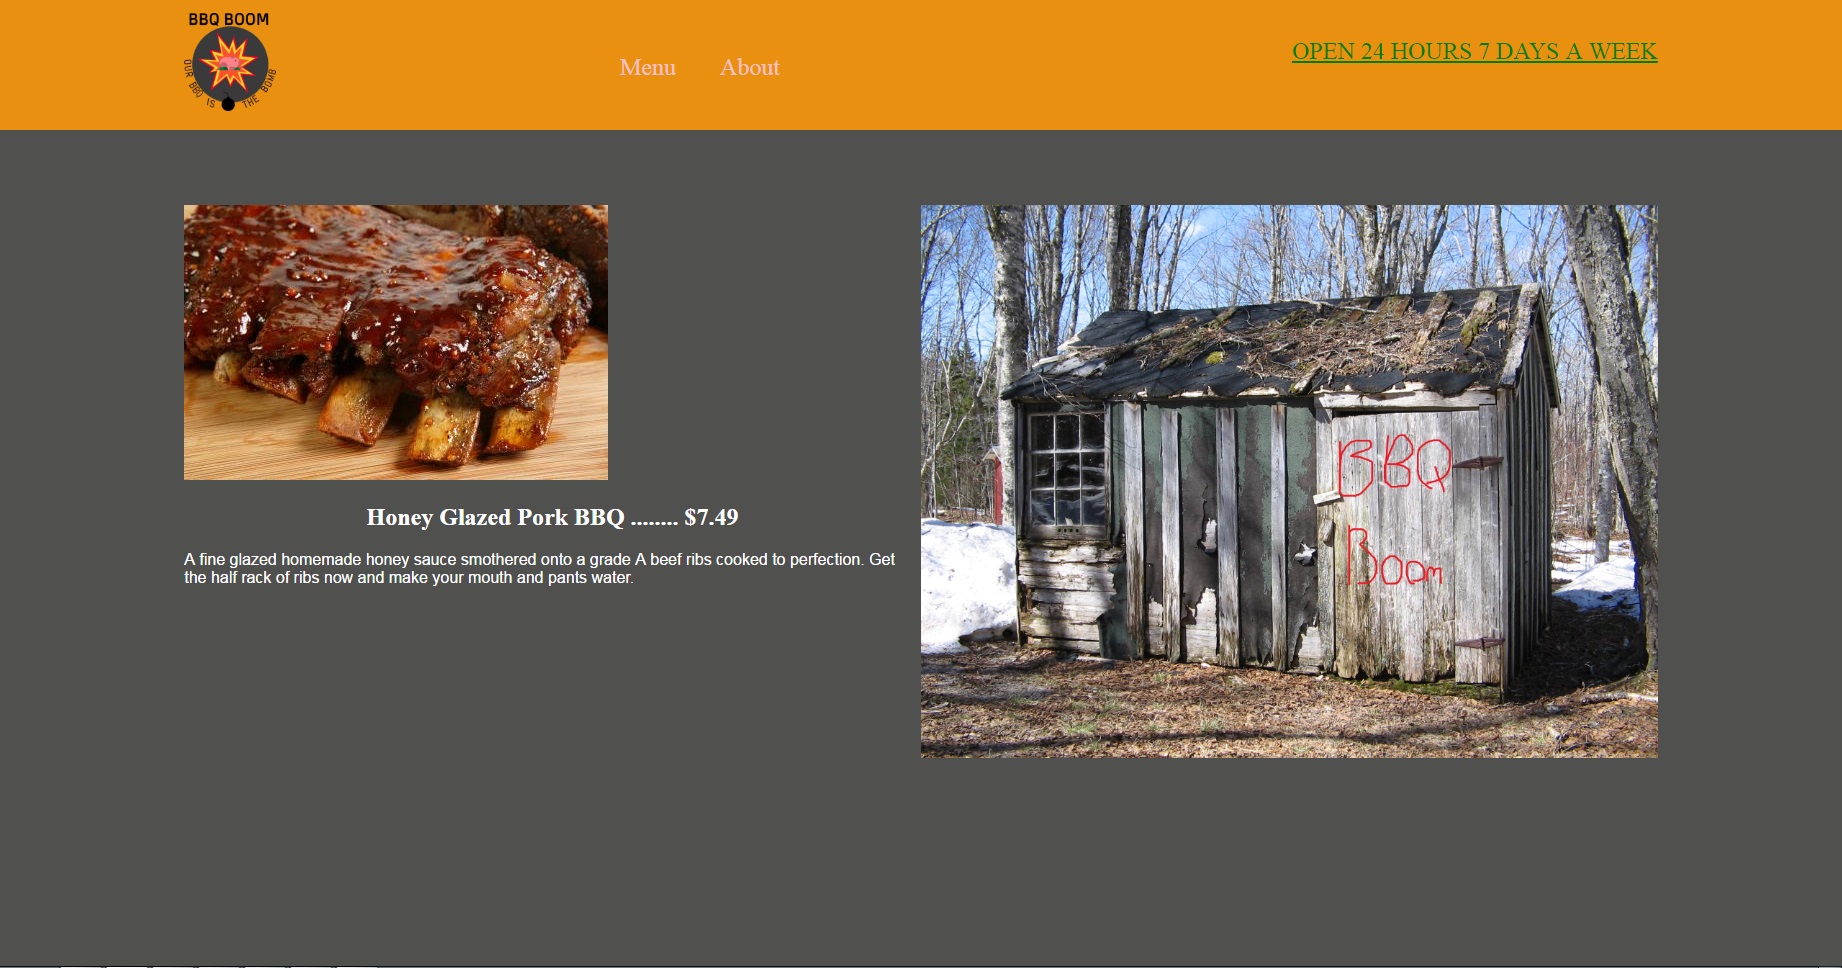 BBQ BOOM
OUR BBQ IS THE BOMB
Menu
About
OPEN 24 HOURS 7 DAYS A WEEK
BBQ
Boom
Honey Glazed Pork BBQ ........ $7.49
A fine glazed homemade honey sauce smothered onto a grade A beef ribs cooked to perfection. Get
the half rack of ribs now and make your mouth and pants water.